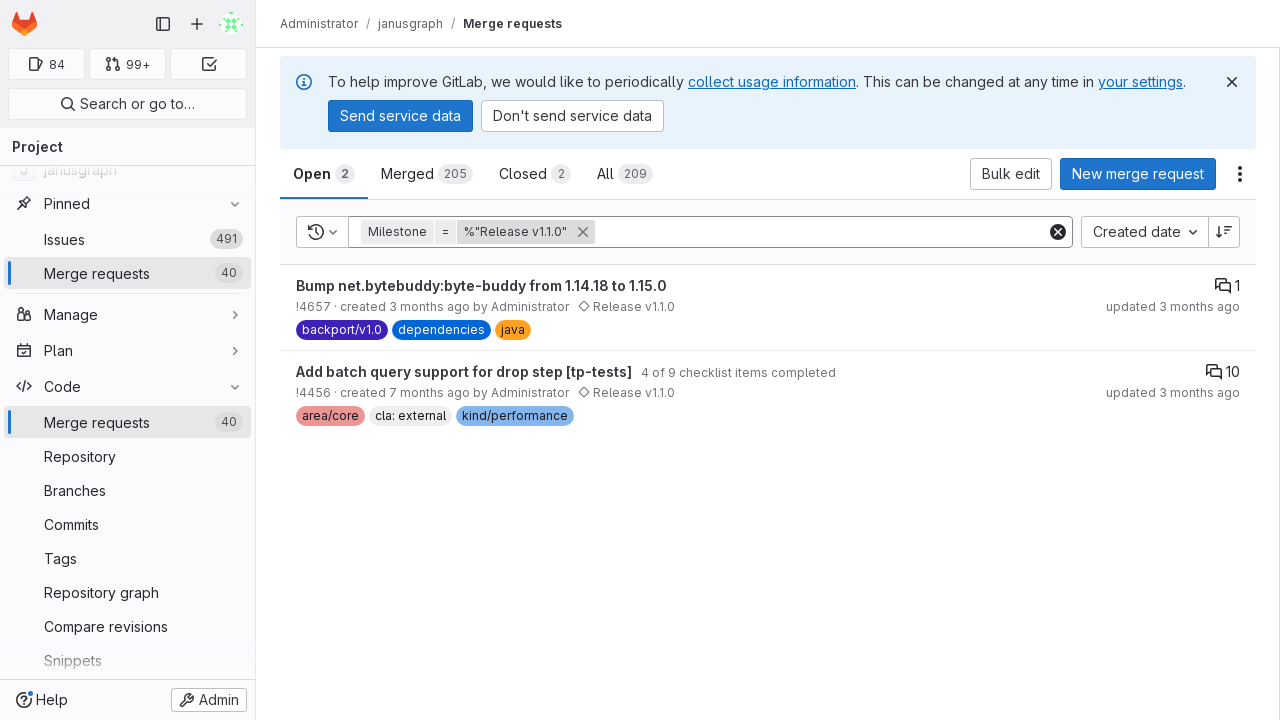 Administrator / janusgraph / Merge requests
84
99+
Search or go to…
Project
janusgraph
Pinned
Issues 491
Merge requests 40
Manage
Plan
Code
Merge requests 40
Repository
Branches
Commits
Tags
Repository graph
Compare revisions
Snippets
Help
Admin
To help improve GitLab, we would like to periodically collect usage information. This can be changed at any time in your settings.
Send service data
Don't send service data
Open 2
Merged 205
Closed 2
All 209
Bulk edit
New merge request
Milestone = %"Release v1.1.0"
Created date
Bump net.bytebuddy:byte-buddy from 1.14.18 to 1.15.0
1
!4657 · created 3 months ago by Administrator Release v1.1.0
updated 3 months ago
backport/v1.0 dependencies java
Add batch query support for drop step [tp-tests] 4 of 9 checklist items completed
10
!4456 · created 7 months ago by Administrator Release v1.1.0
updated 3 months ago
area/core cla: external kind/performance